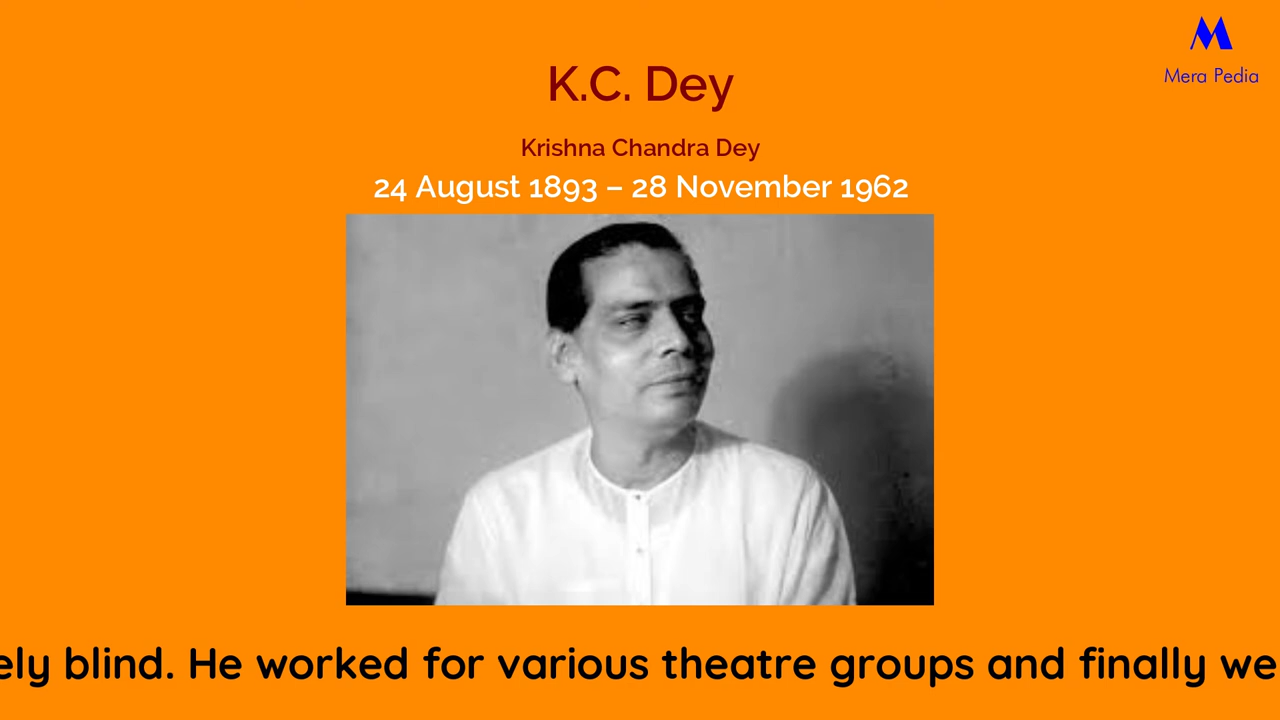 Mera Pedia
K.C. Dey
Krishna Chandra Dey
24 August 1893 – 28 November 1962
ely blind. He worked for various theatre groups and finally we